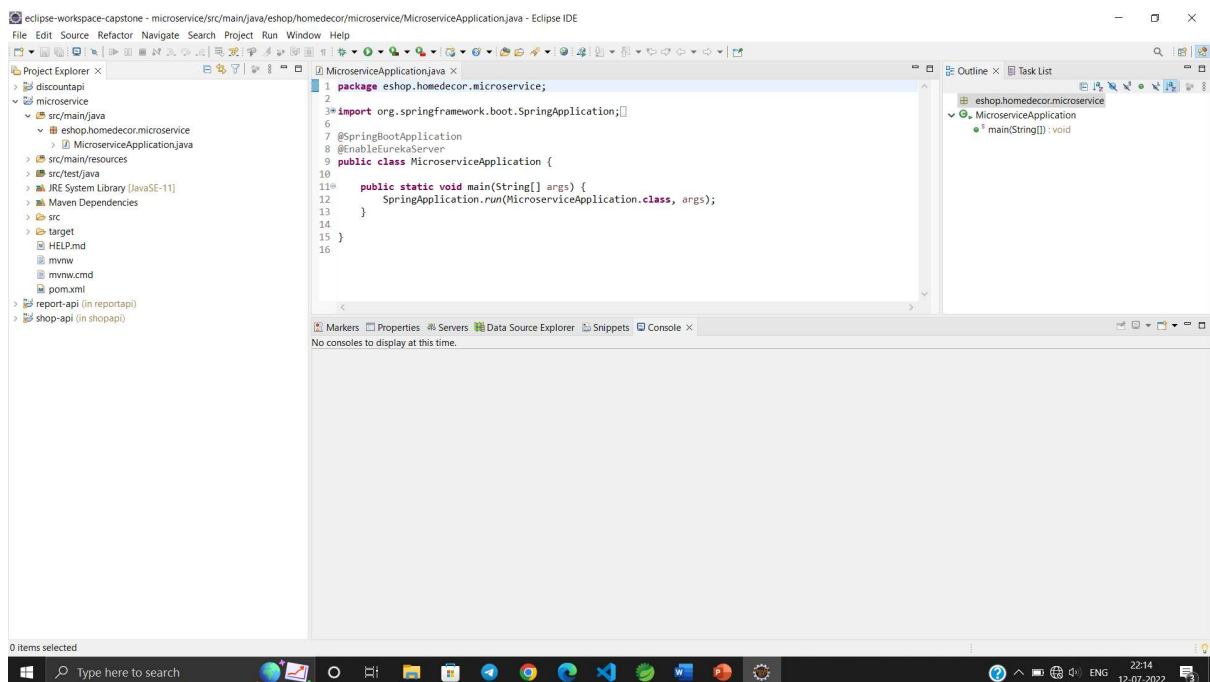 eclipse-workspace-capstone - microservice/src/main/java/eshop/homedecor/microservice/MicroserviceApplication.java - Eclipse IDE
File Edit Source Refactor Navigate Search Project Run Window Help
Project Explorer
discountapi
microservice
src/main/java
eshop.homedecor.microservice
MicroserviceApplication.java
src/main/resources
src/test/java
JRE System Library [JavaSE-11]
Maven Dependencies
src
target
HELP.md
mvnw
mvnw.cmd
pom.xml
report-api (in reportapi)
shop-api (in shopapi)
MicroserviceApplication.java
1 package eshop.homedecor.microservice;
2
3 import org.springframework.boot.SpringApplication;
6
7 @SpringBootApplication
8 @EnableEurekaServer
9 public class MicroserviceApplication {
10
11 public static void main(String[] args) {
12 SpringApplication.run(MicroserviceApplication.class, args);
13 }
14
15 }
16
Outline Task List
eshop.homedecor.microservice
MicroserviceApplication
main(String[]) : void
Markers Properties Servers Data Source Explorer Snippets Console
No consoles to display at this time.
0 items selected
Type here to search
ENG
22:14
12-07-2022